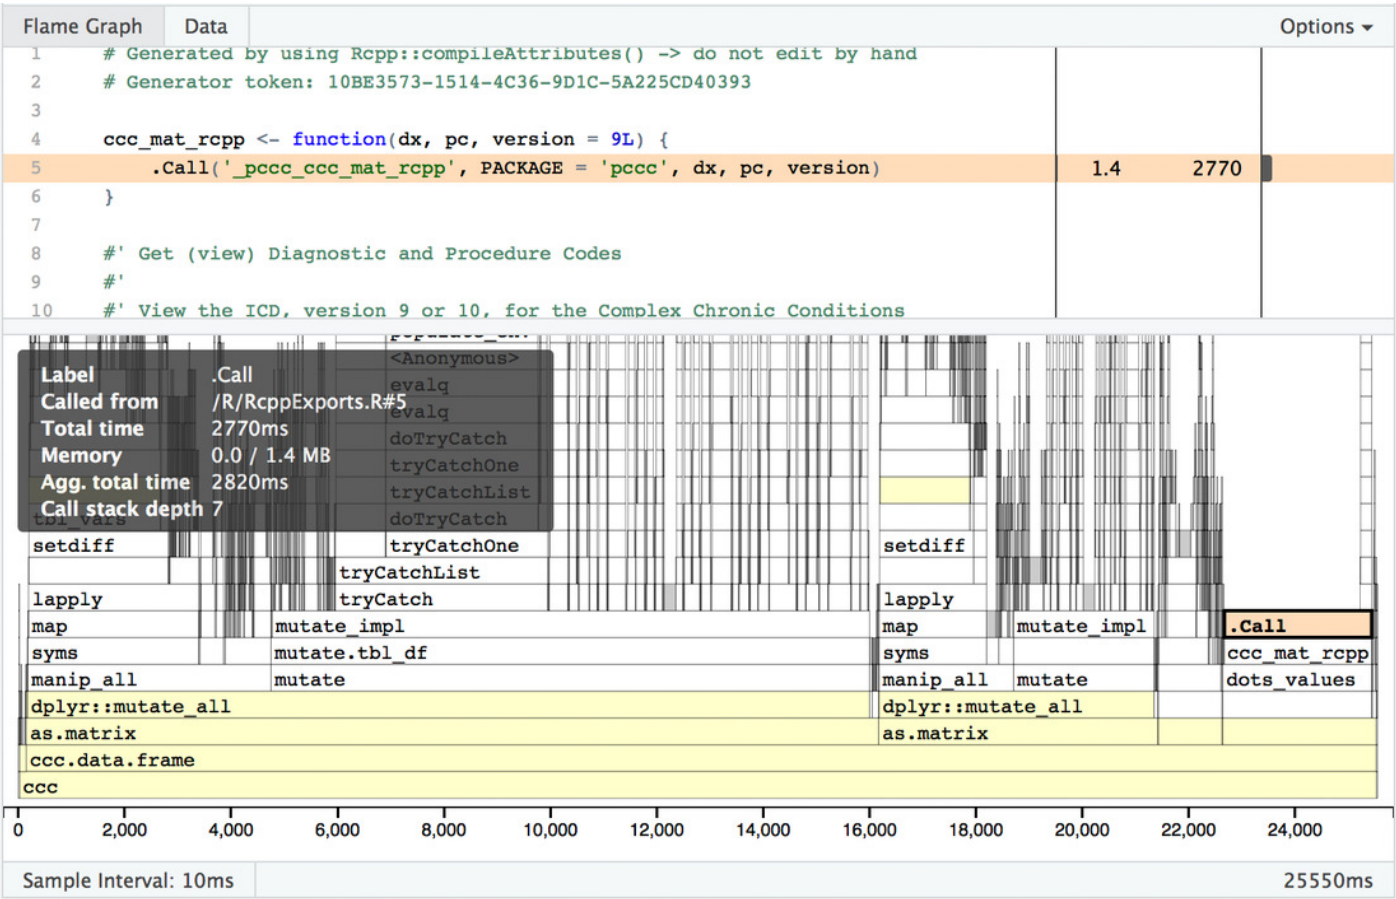 Flame Graph Data Options
1 # Generated by using Rcpp::compileAttributes() -> do not edit by hand
2 # Generator token: 10BE3573-1514-4C36-9D1C-5A225CD40393
3
4 ccc_mat_rcpp <- function(dx, pc, version = 9L) {
5 .Call('_pccc_ccc_mat_rcpp', PACKAGE = 'pccc', dx, pc, version) 1.4 2770
6 }
7
8 #' Get (view) Diagnostic and Procedure Codes
9 #'
10 #' View the ICD, version 9 or 10, for the Complex Chronic Conditions
<Anonymous>
Label .Call
evalq
Called from /R/RcppExports.R#5
evalq
Total time 2770ms
doTryCatch
Memory 0.0 / 1.4 MB
tryCatchOne
Agg. total time 2820ms
tryCatchList
Call stack depth 7
tbl_vars doTryCatch
setdiff tryCatchOne setdiff
tryCatchList
lapply tryCatch lapply
map mutate_impl map mutate_impl .Call
syms mutate.tbl_df syms ccc_mat_rcpp
manip_all mutate manip_all mutate dots_values
dplyr::mutate_all dplyr::mutate_all
as.matrix as.matrix
ccc.data.frame
ccc
0 2,000 4,000 6,000 8,000 10,000 12,000 14,000 16,000 18,000 20,000 22,000 24,000
Sample Interval: 10ms 25550ms